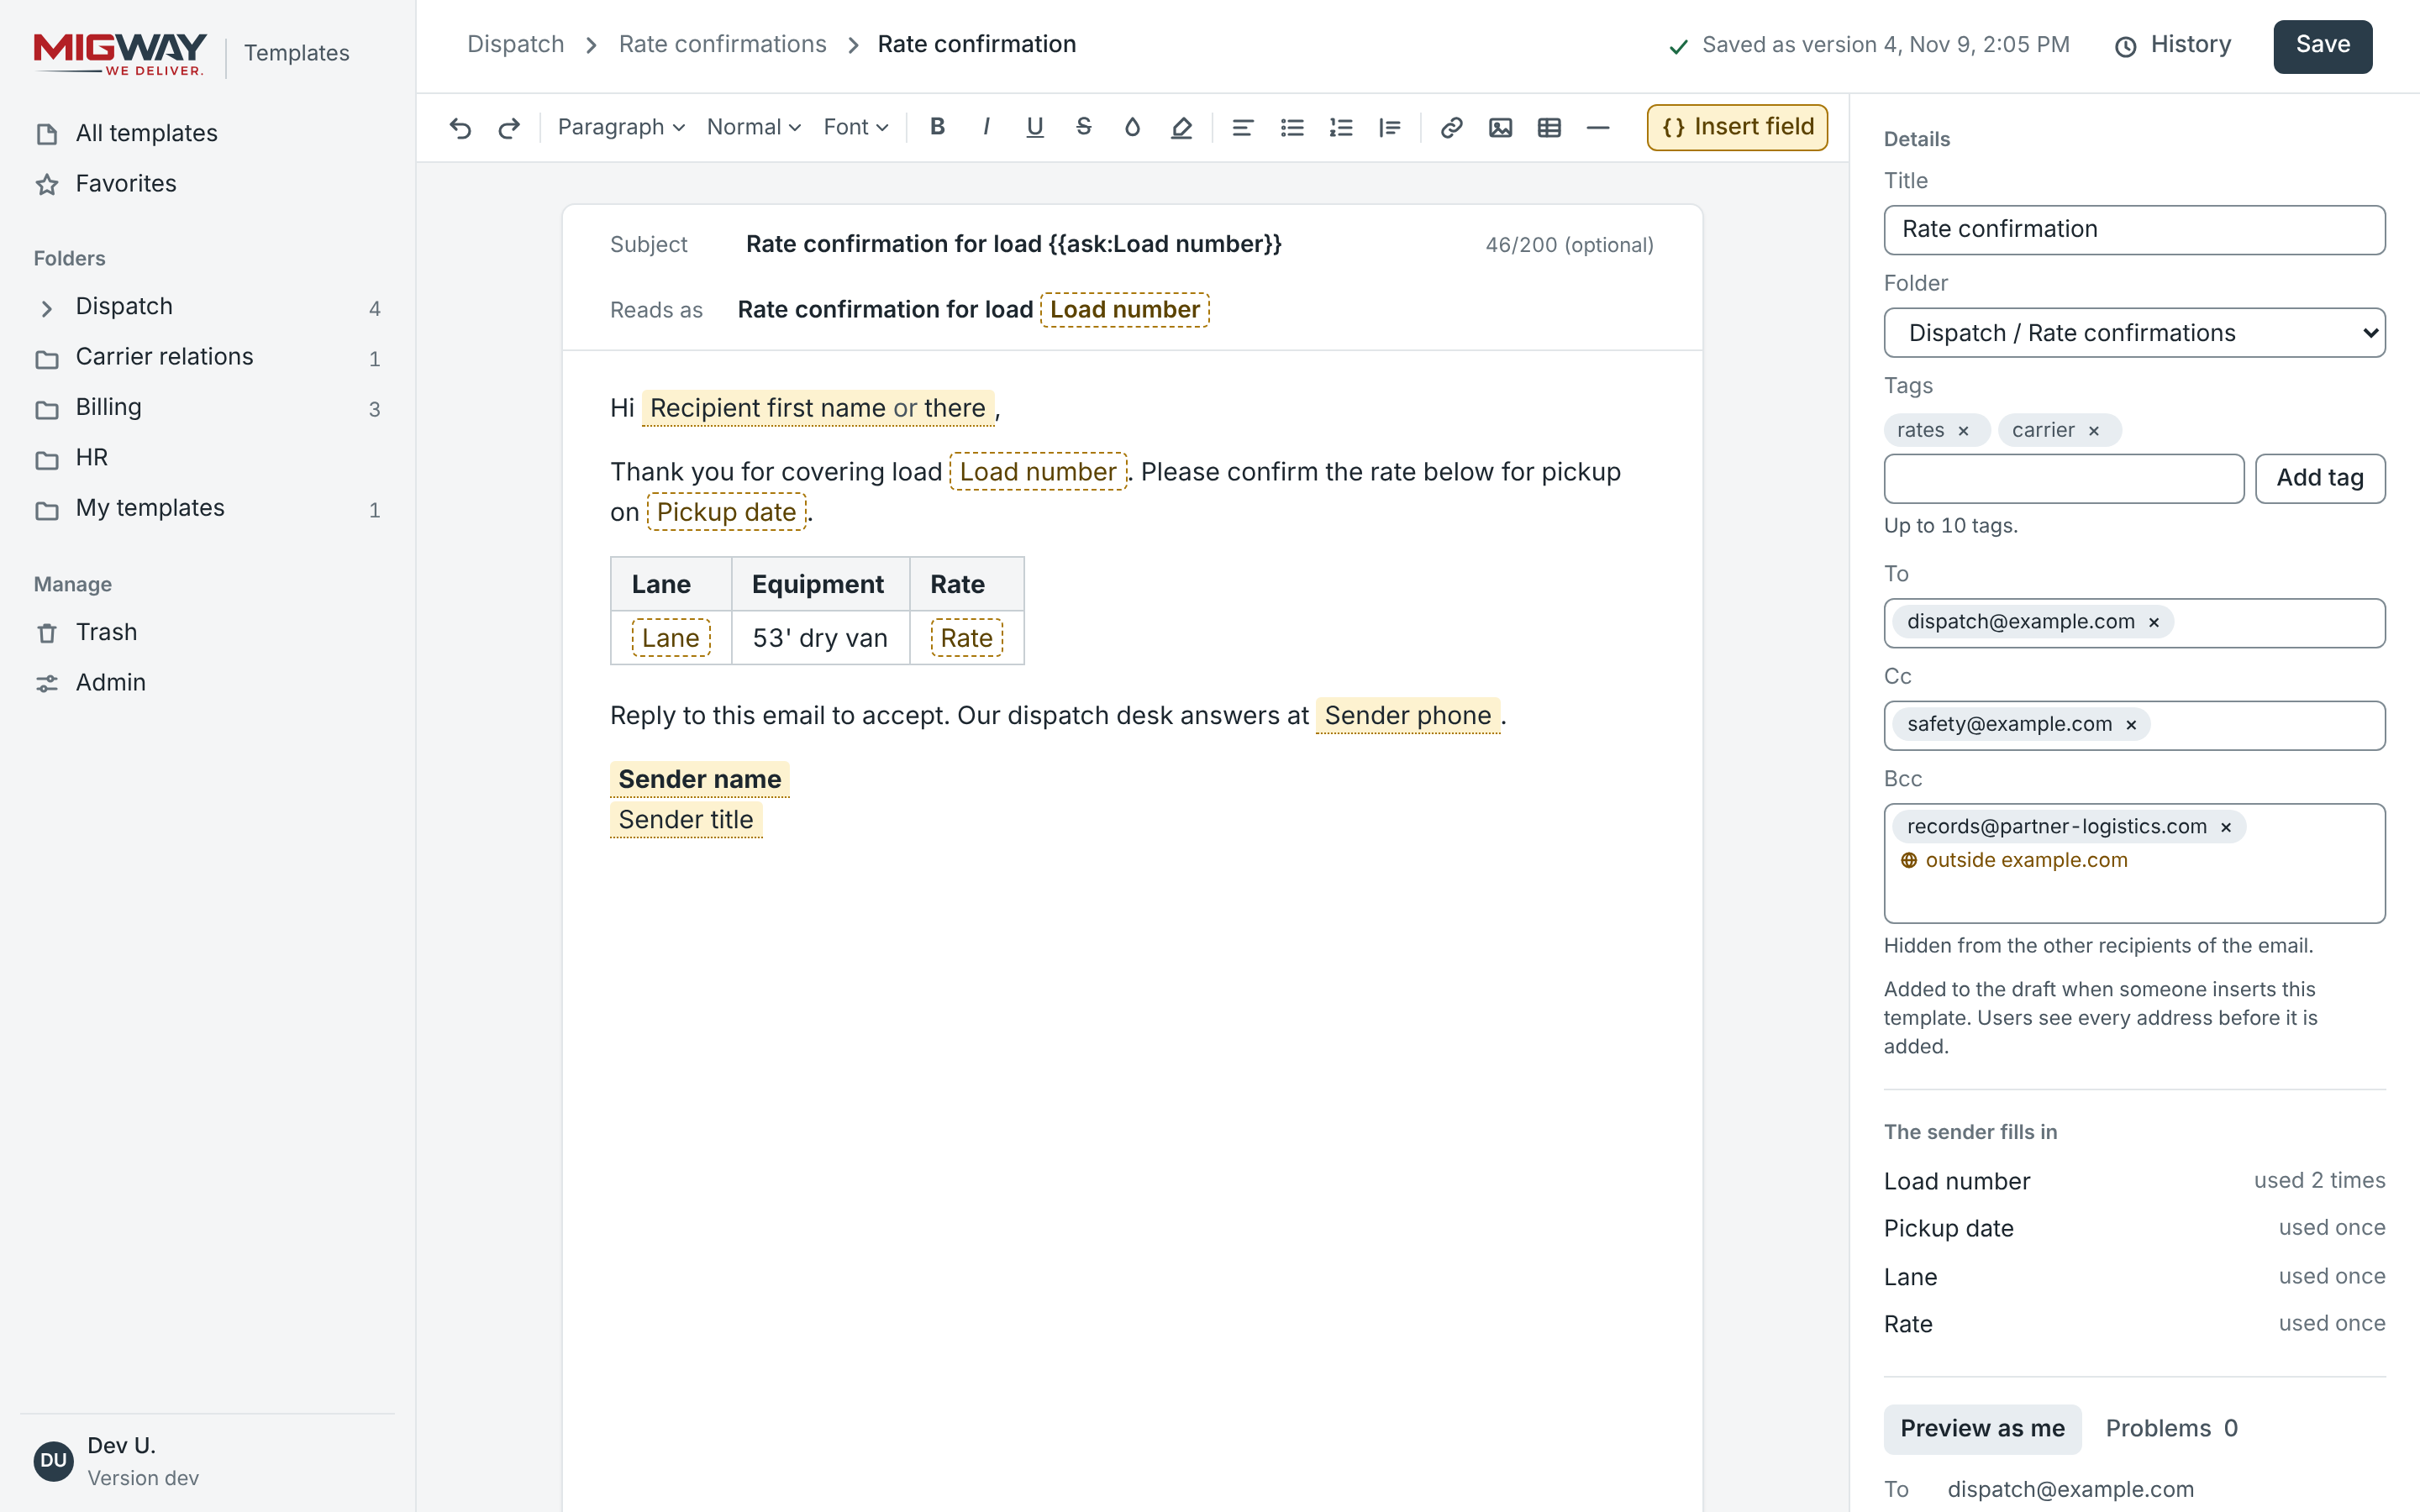 MIGWAY
WE DELIVER.
Templates
All templates
Favorites
Folders
Dispatch 4
Carrier relations 1
Billing 3
HR
My templates 1
Manage
Trash
Admin
DU
Dev U.
Version dev
Dispatch > Rate confirmations > Rate confirmation
Saved as version 4, Nov 9, 2:05 PM
History
Save
Paragraph Normal Font B I U S {} Insert field
Subject Rate confirmation for load {{ask:Load number}} 46/200 (optional)
Reads as Rate confirmation for load Load number
Hi Recipient first name or there,
Thank you for covering load Load number. Please confirm the rate below for pickup
on Pickup date.
Lane Equipment Rate
Lane 53' dry van Rate
Reply to this email to accept. Our dispatch desk answers at Sender phone.
Sender name
Sender title
Details
Title
Rate confirmation
Folder
Dispatch / Rate confirmations
Tags
rates × carrier ×
Add tag
Up to 10 tags.
To
dispatch@example.com ×
Cc
safety@example.com ×
Bcc
records@partner-logistics.com ×
outside example.com
Hidden from the other recipients of the email.
Added to the draft when someone inserts this
template. Users see every address before it is
added.
The sender fills in
Load number used 2 times
Pickup date used once
Lane used once
Rate used once
Preview as me Problems 0
To dispatch@example.com